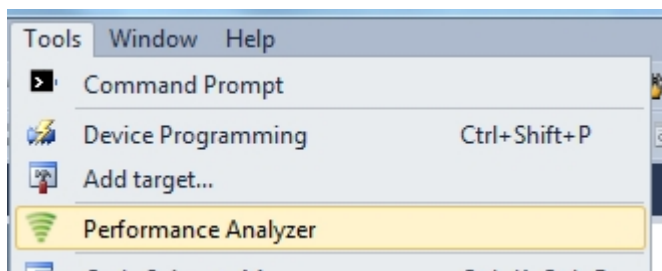 Tools Window Help
Command Prompt
Device Programming Ctrl+Shift+P
Add target...
Performance Analyzer